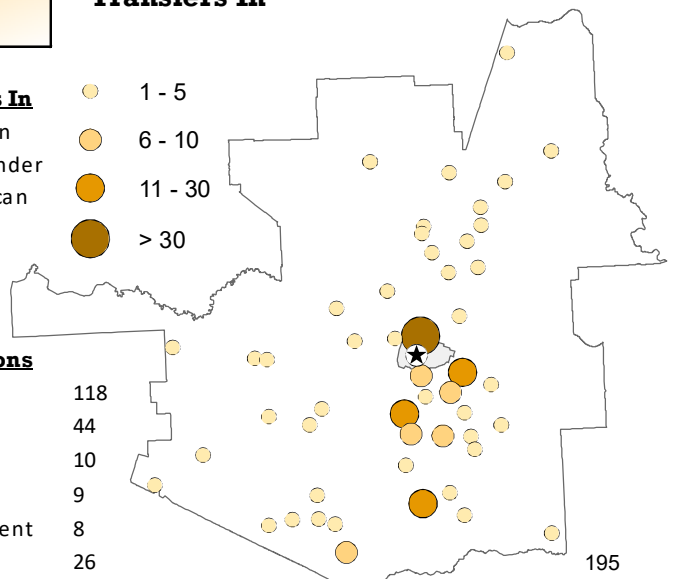 Transfers In
s In
n
nder
can
1 - 5
6 - 10
11 - 30
> 30
ons
118
44
10
9
ent 8
26
195